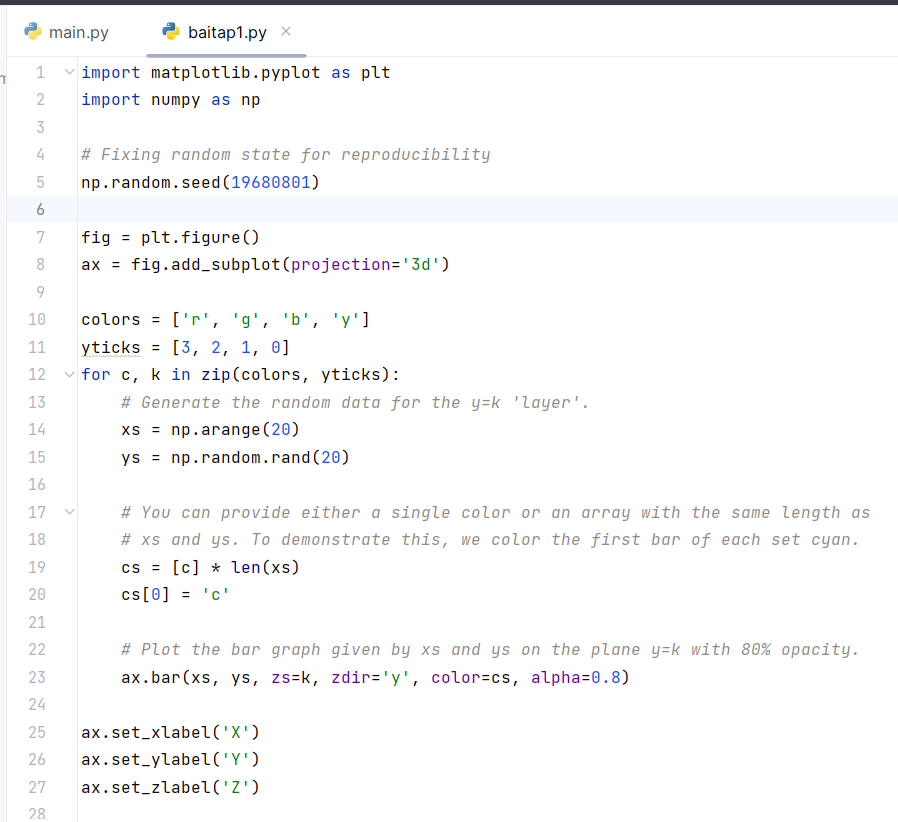 main.py
baitap1.py
1 import matplotlib.pyplot as plt
2 import numpy as np
3
4 # Fixing random state for reproducibility
5 np.random.seed(19680801)
6
7 fig = plt.figure()
8 ax = fig.add_subplot(projection='3d')
9
10 colors = ['r', 'g', 'b', 'y']
11 yticks = [3, 2, 1, 0]
12 for c, k in zip(colors, yticks):
13     # Generate the random data for the y=k 'layer'.
14     xs = np.arange(20)
15     ys = np.random.rand(20)
16
17     # You can provide either a single color or an array with the same length as
18     # xs and ys. To demonstrate this, we color the first bar of each set cyan.
19     cs = [c] * len(xs)
20     cs[0] = 'c'
21
22     # Plot the bar graph given by xs and ys on the plane y=k with 80% opacity.
23     ax.bar(xs, ys, zs=k, zdir='y', color=cs, alpha=0.8)
24
25 ax.set_xlabel('X')
26 ax.set_ylabel('Y')
27 ax.set_zlabel('Z')
28